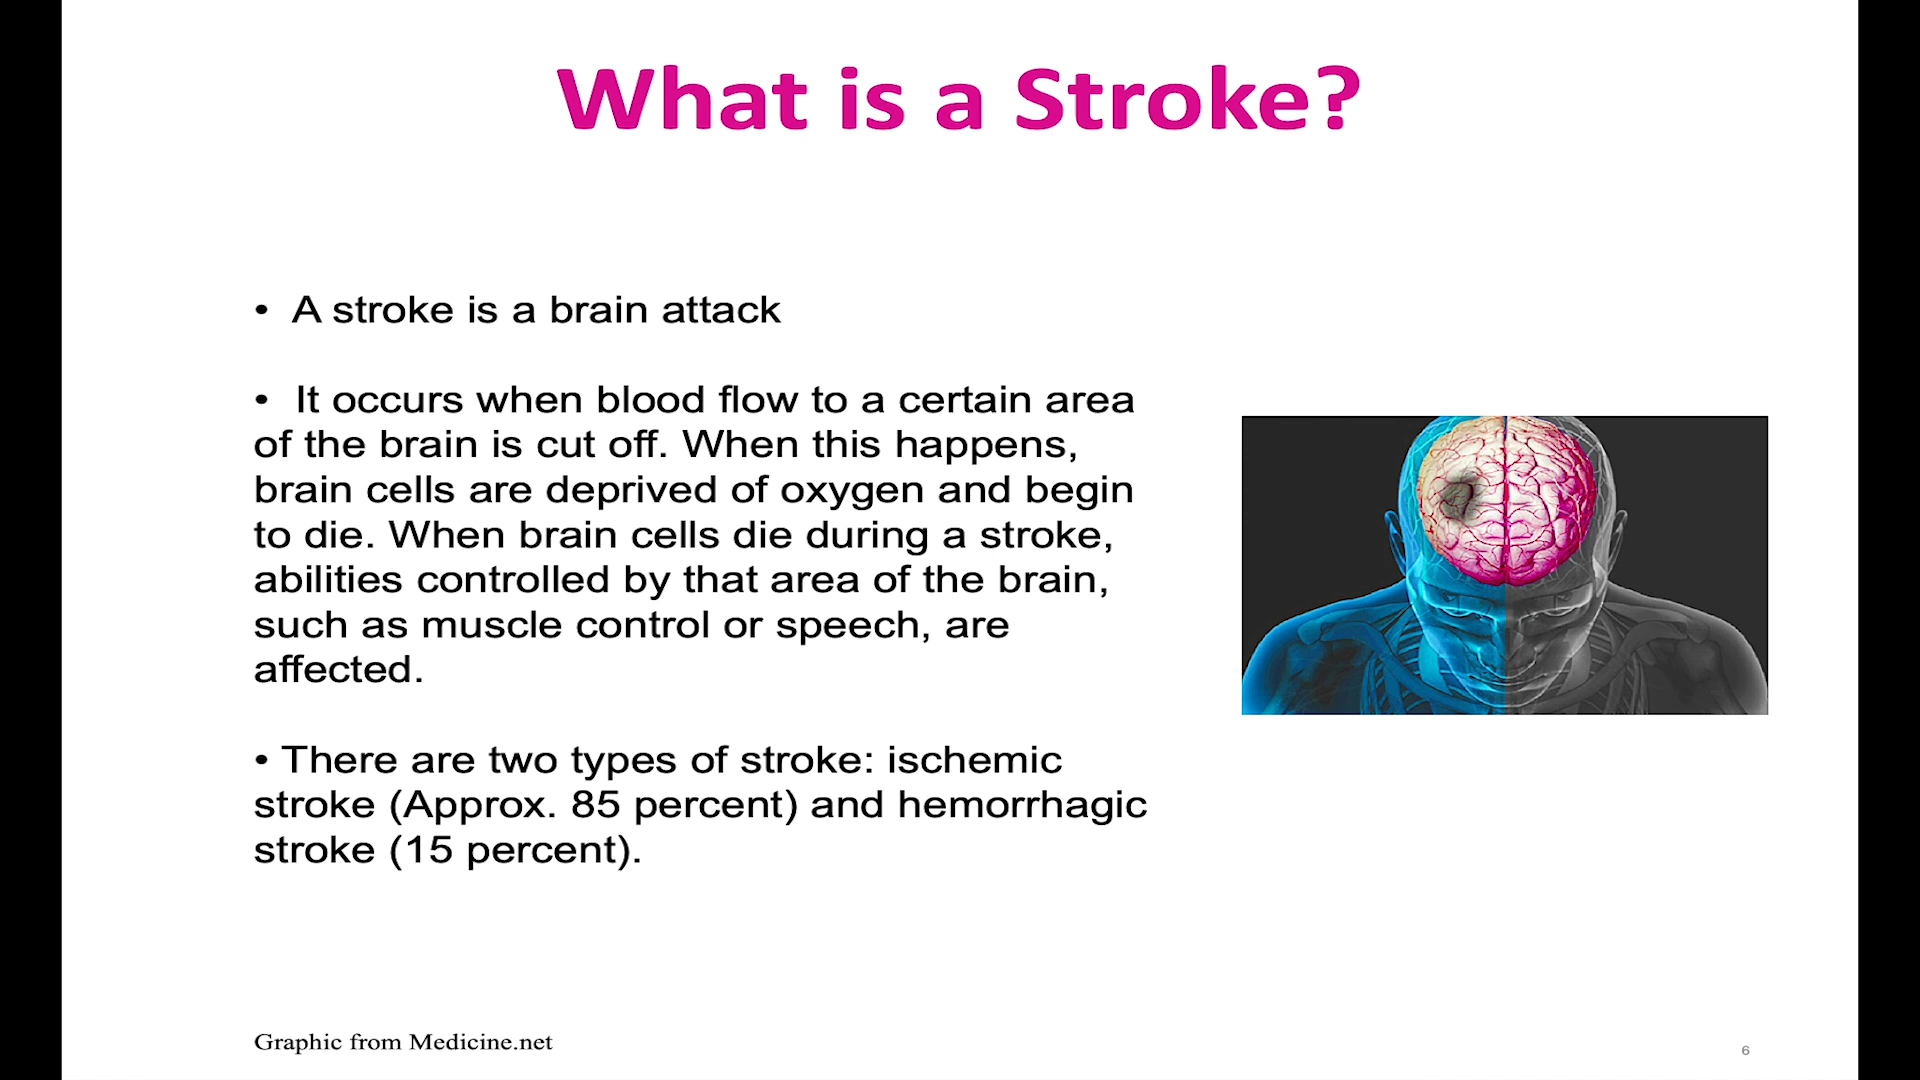 What is a Stroke?
• A stroke is a brain attack
• It occurs when blood flow to a certain area
of the brain is cut off. When this happens,
brain cells are deprived of oxygen and begin
to die. When brain cells die during a stroke,
abilities controlled by that area of the brain,
such as muscle control or speech, are
affected.
• There are two types of stroke: ischemic
stroke (Approx. 85 percent) and hemorrhagic
stroke (15 percent).
Graphic from Medicine.net
6